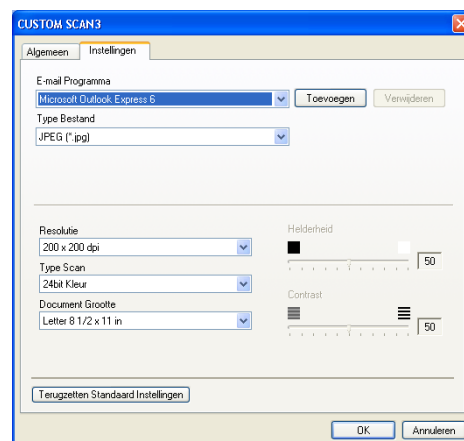 CUSTOM SCAN3
Algemeen Instellingen
E-mail Programma
Microsoft Outlook Express 6 Toevoegen Verwijderen
Type Bestand
JPEG (*.jpg)
Resolutie Helderheid
200 x 200 dpi 50
Type Scan
24bit Kleur
Document Grootte Contrast
Letter 8 1/2 x 11 in 50
Terugzetten Standaard Instellingen
OK Annuleren